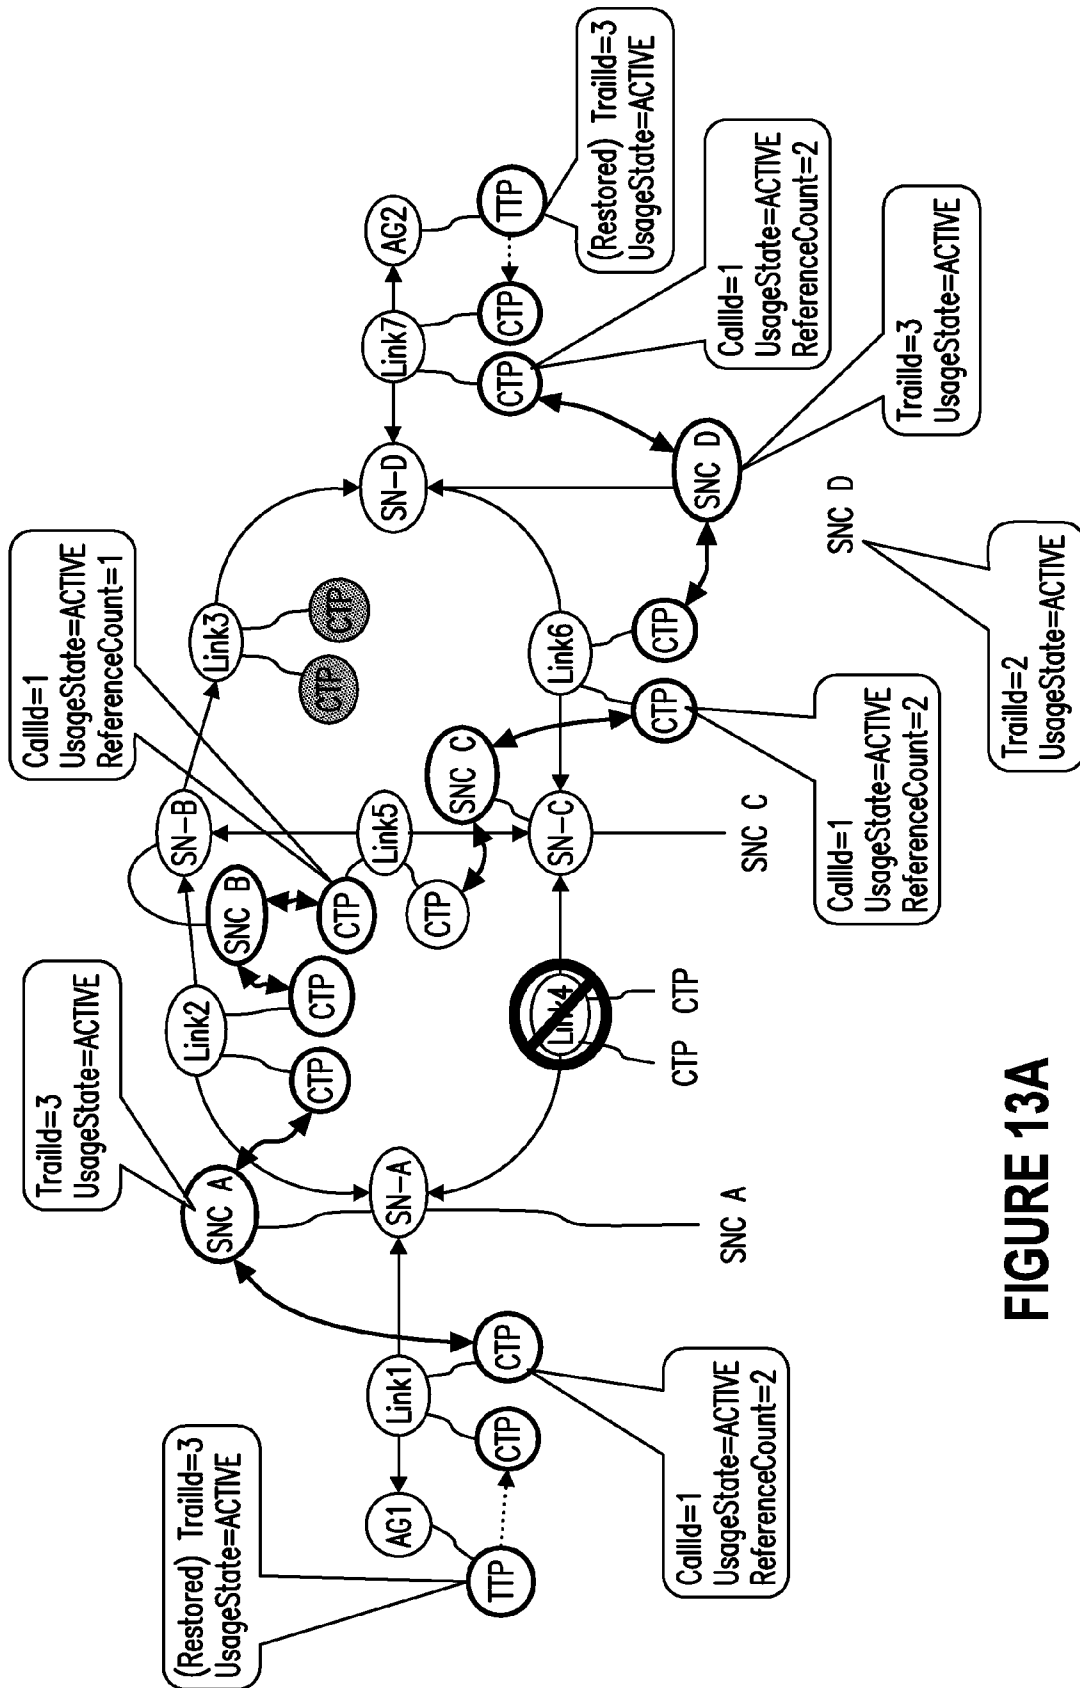 (Restored) TrailId=3
UsageState=ACTIVE
TrailId=3
UsageState=ACTIVE
CallId=1
UsageState=ACTIVE
ReferenceCount=1
AG1
TTP
Link1
CTP
CTP
SNC A
SN-A
SNC A
Link2
CTP
CTP
SNC B
SN-B
CTP
Link5
CTP
Link3
CTP
CTP
SNC C
SN-C
SNC C
Link4
CTP
CTP
Link6
CTP
CTP
SN-D
SNC D
SNC D
Link7
CTP
CTP
AG2
TTP
(Restored) TrailId=3
UsageState=ACTIVE
CallId=1
UsageState=ACTIVE
ReferenceCount=2
CallId=1
UsageState=ACTIVE
ReferenceCount=2
CallId=1
UsageState=ACTIVE
ReferenceCount=2
TrailId=3
UsageState=ACTIVE
TrailId=2
UsageState=ACTIVE
FIGURE 13A